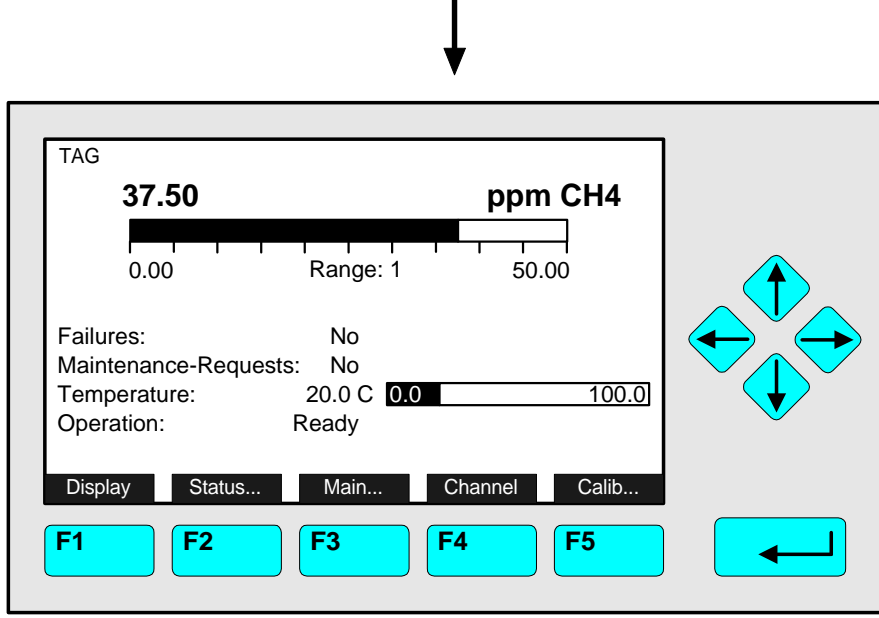 TAG
37.50 ppm CH4
0.00 Range: 1 50.00
Failures: No
Maintenance-Requests: No
Temperature: 20.0 C 0.0 100.0
Operation: Ready
Display Status... Main... Channel Calib...
F1 F2 F3 F4 F5